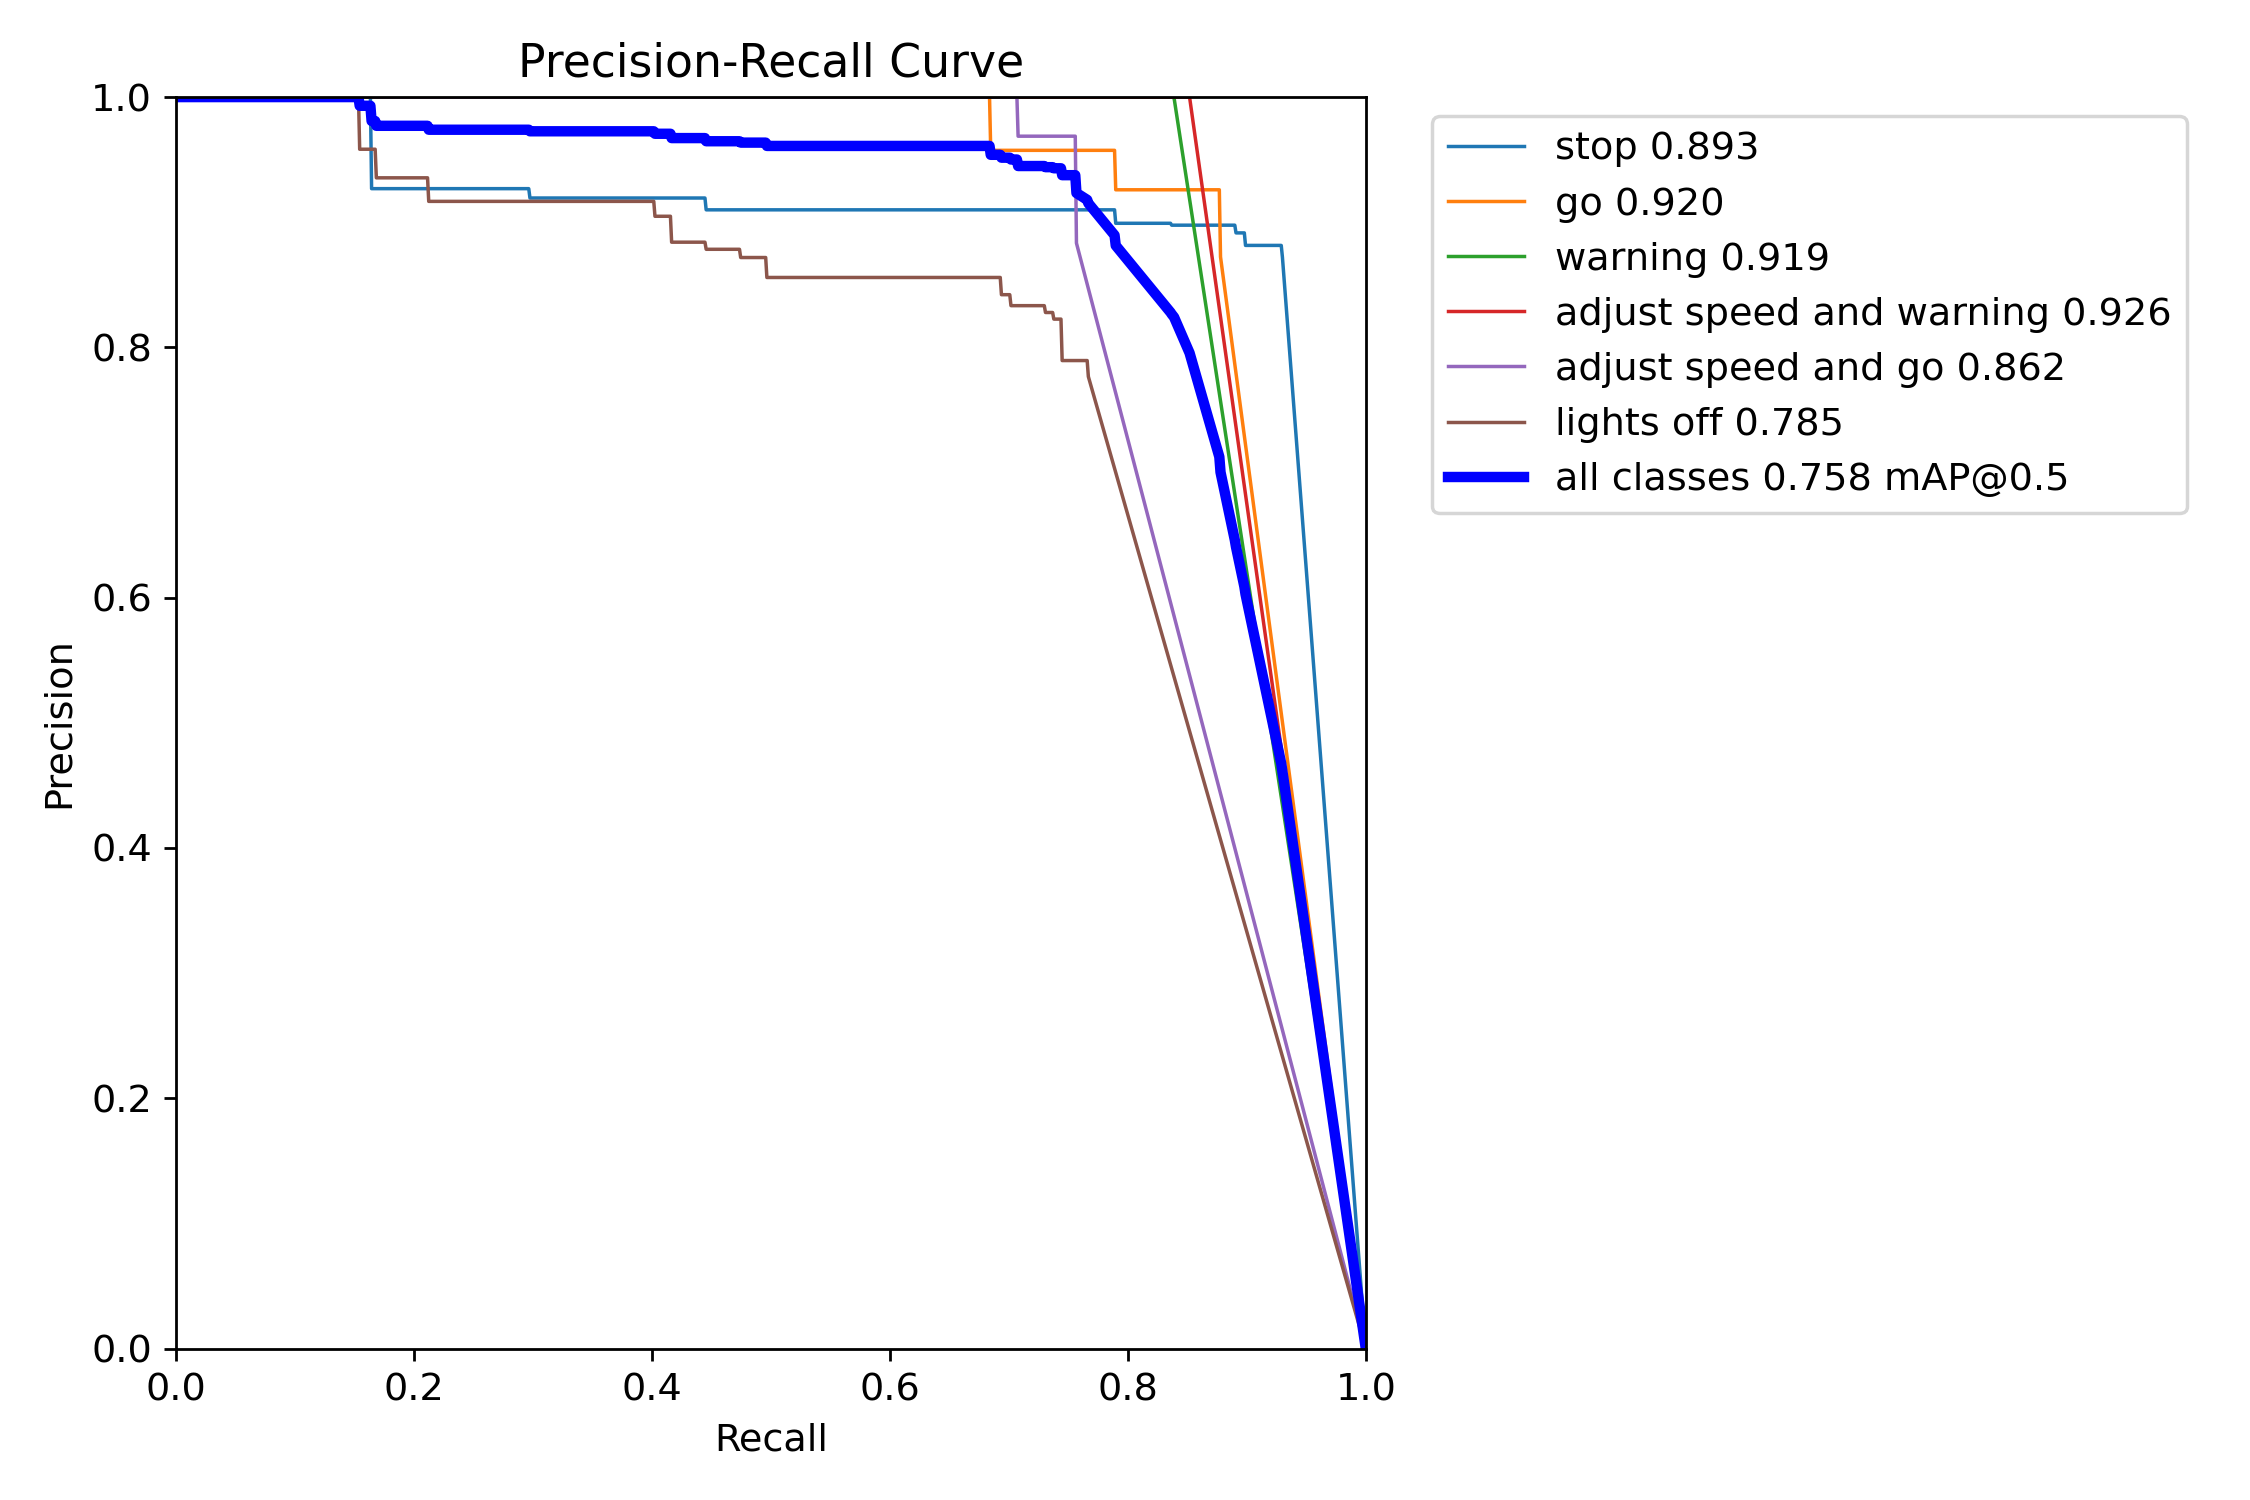 Precision-Recall Curve
1.0
0.8
0.6
0.4
0.2
0.0
Precision
0.0 0.2 0.4 0.6 0.8 1.0
Recall
stop 0.893
go 0.920
warning 0.919
adjust speed and warning 0.926
adjust speed and go 0.862
lights off 0.785
all classes 0.758 mAP@0.5